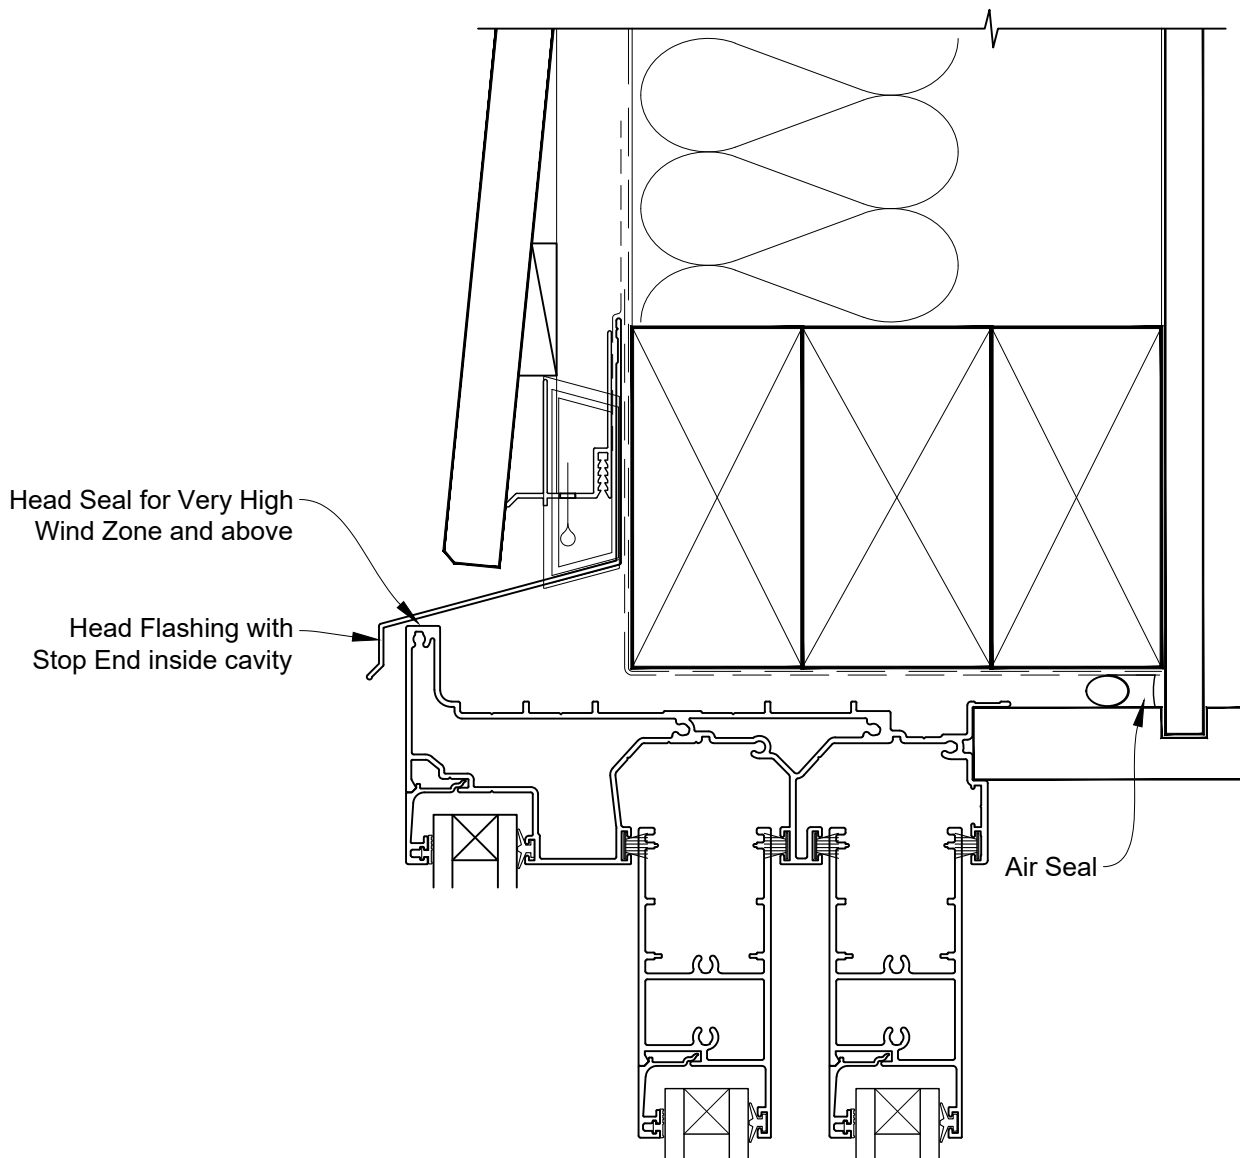 Head Seal for Very High
Wind Zone and above
Head Flashing with
Stop End inside cavity
Air Seal